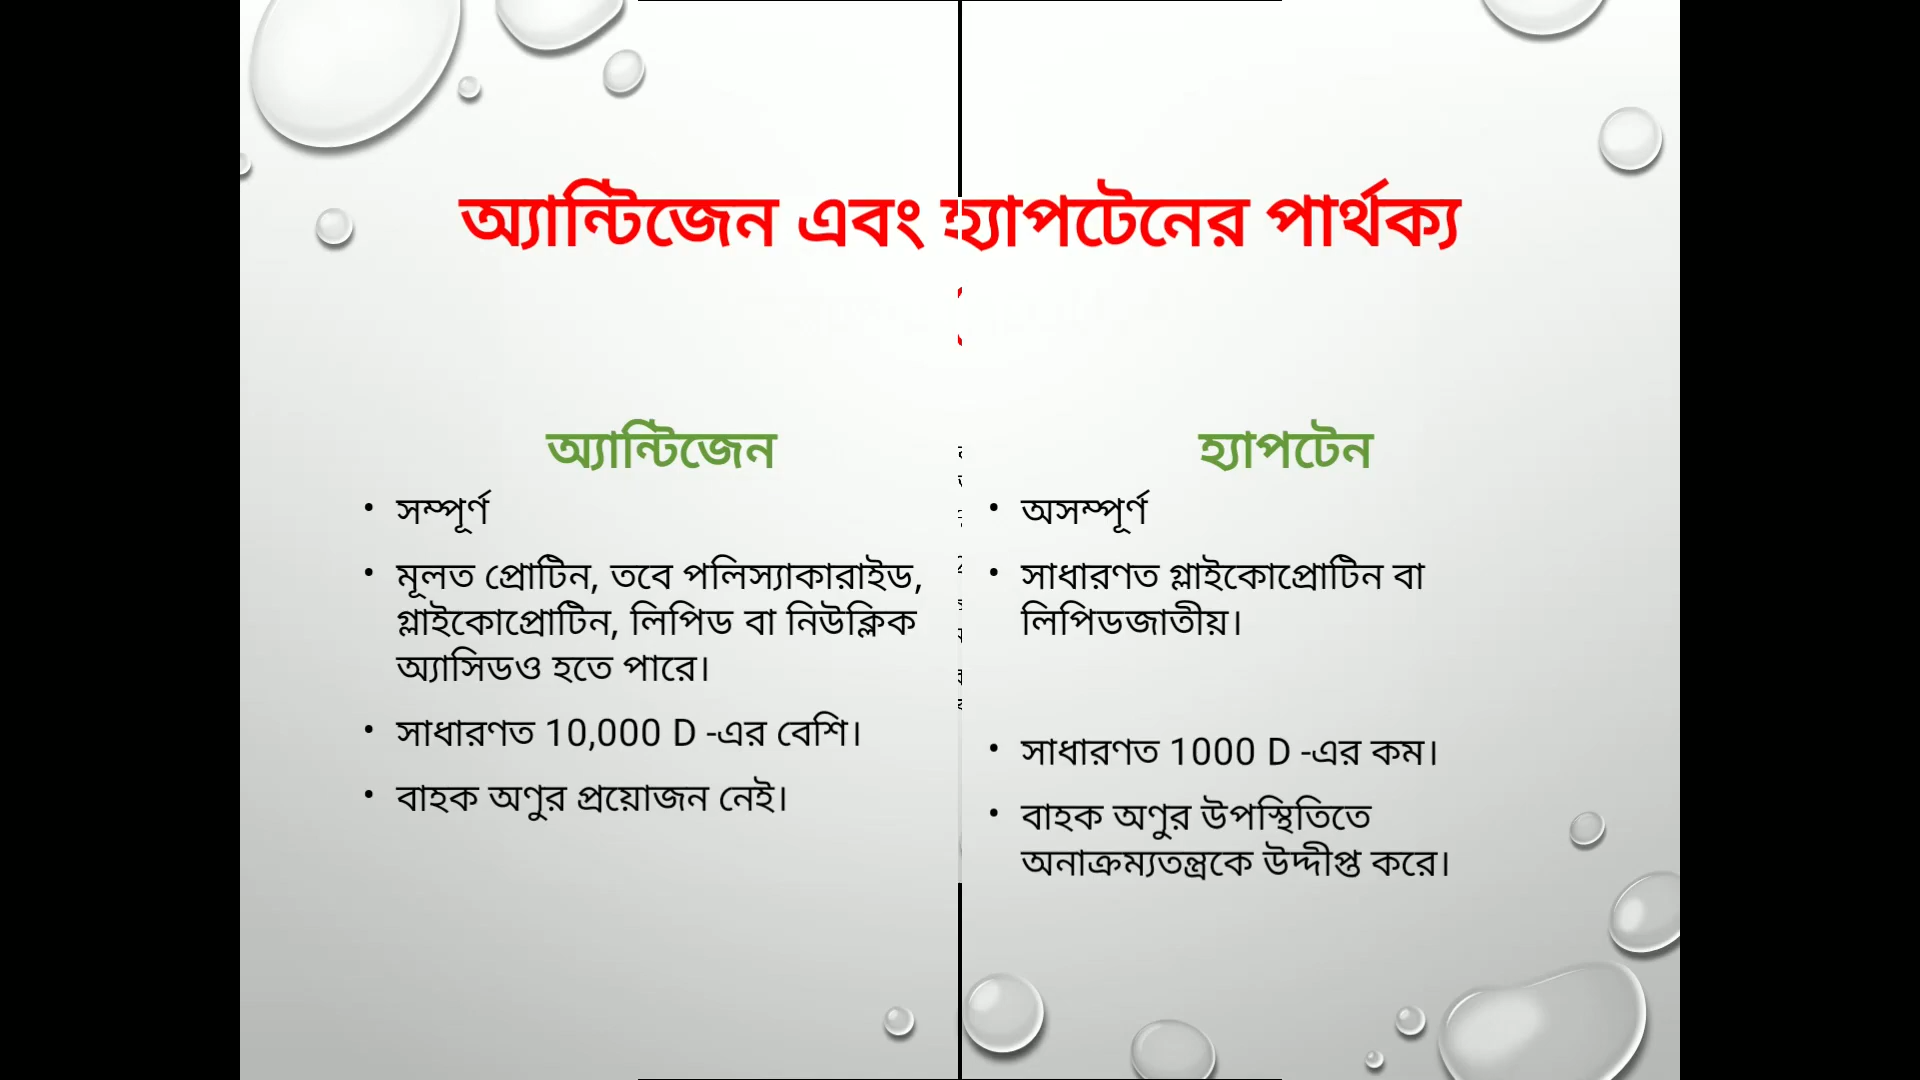 অ্যান্টিজেন এবং হ্যাপটেনের পার্থক্য
অ্যান্টিজেন
• সম্পূর্ণ
• মূলত প্রোটিন, তবে পলিস্যাকারাইড,
গ্লাইকোপ্রোটিন, লিপিড বা নিউক্লিক
অ্যাসিডও হতে পারে।
• সাধারণত 10,000 D -এর বেশি।
• বাহক অণুর প্রয়োজন নেই।
হ্যাপটেন
• অসম্পূর্ণ
• সাধারণত গ্লাইকোপ্রোটিন বা
লিপিডজাতীয়।
• সাধারণত 1000 D -এর কম।
• বাহক অণুর উপস্থিতিতে
অনাক্রম্যতন্ত্রকে উদ্দীপ্ত করে।